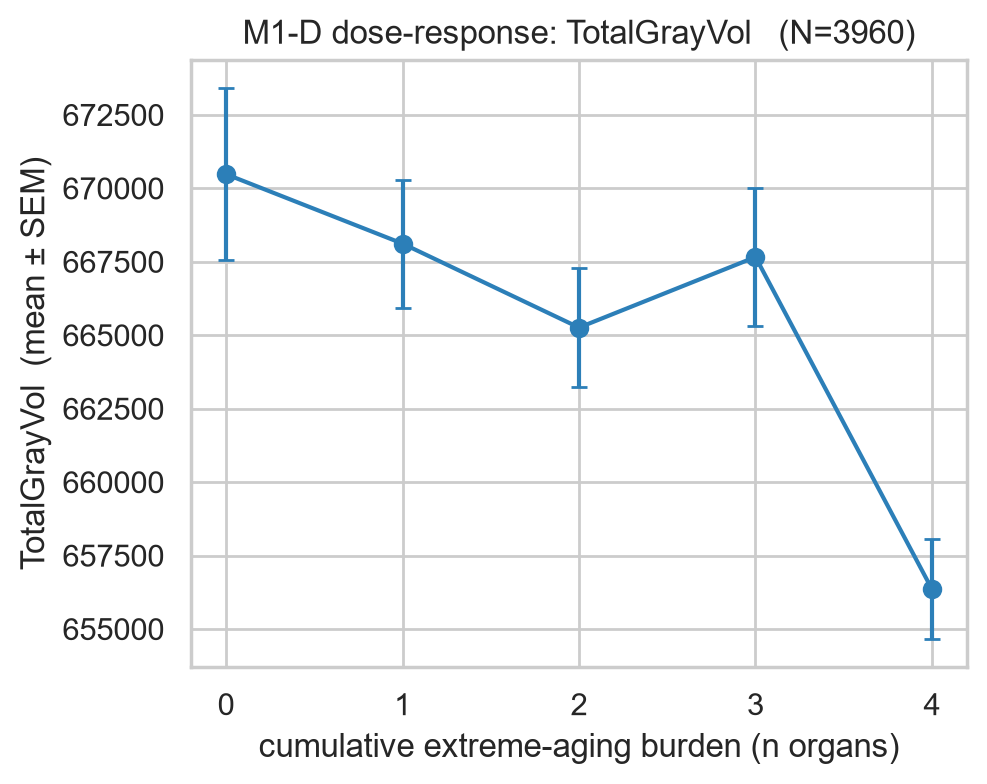 M1-D dose-response: TotalGrayVol (N=3960)
TotalGrayVol (mean ± SEM)
672500
670000
667500
665000
662500
660000
657500
655000
0 1 2 3 4
cumulative extreme-aging burden (n organs)